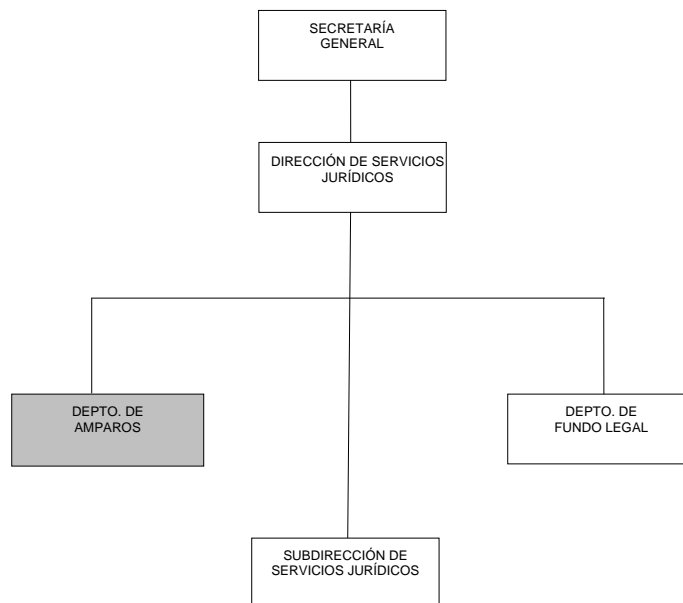 SECRETARÍA
GENERAL
DIRECCIÓN DE SERVICIOS
JURÍDICOS
DEPTO. DE
AMPAROS
DEPTO. DE
FUNDO LEGAL
SUBDIRECCIÓN DE
SERVICIOS JURÍDICOS